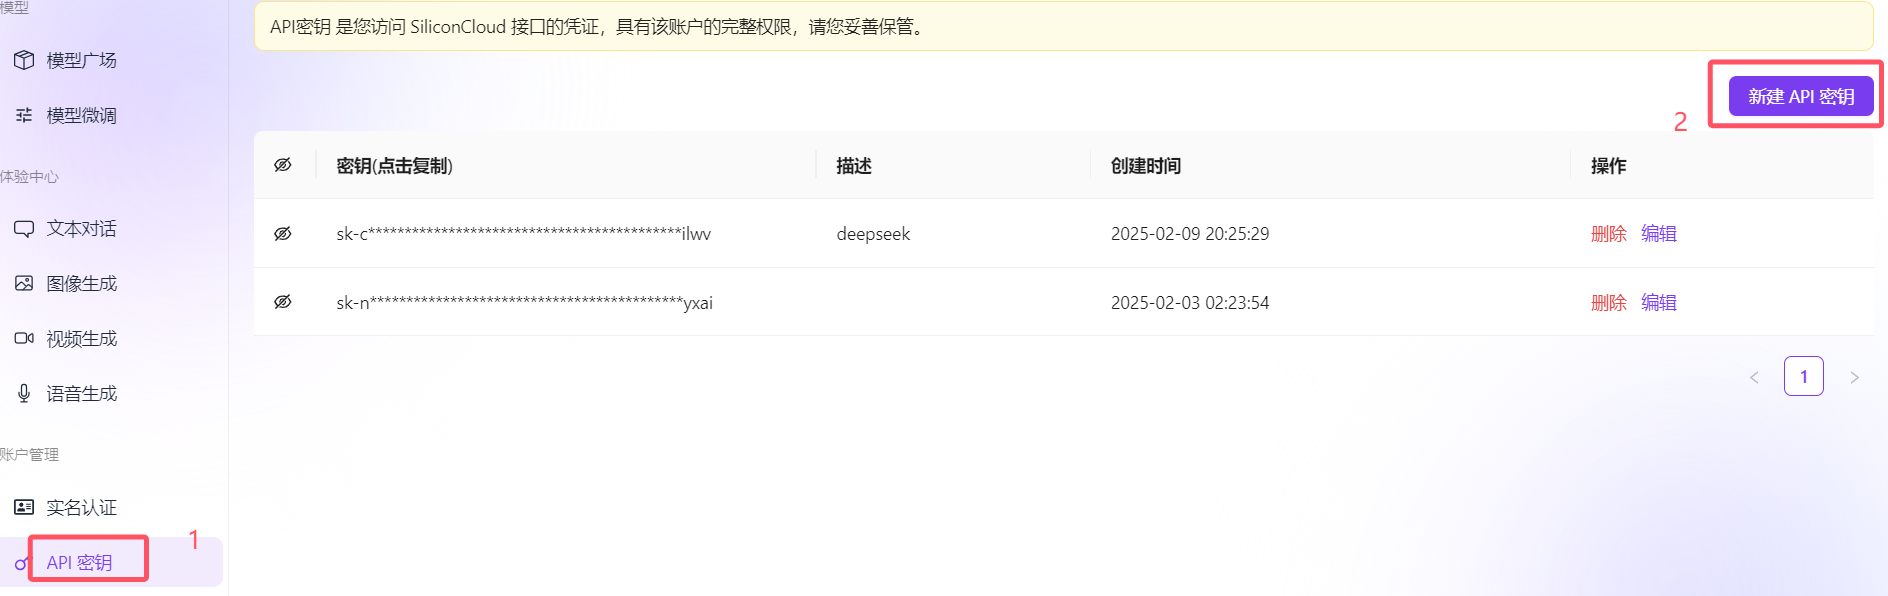 模型
模型广场
模型微调
体验中心
文本对话
图像生成
视频生成
语音生成
账户管理
实名认证
API 密钥
1
API密钥 是您访问 SiliconCloud 接口的凭证，具有该账户的完整权限，请您妥善保管。
新建 API 密钥
2
密钥(点击复制) 描述 创建时间 操作
sk-c********************************************ilwv deepseek 2025-02-09 20:25:29 删除 编辑
sk-n********************************************yxai 2025-02-03 02:23:54 删除 编辑
< 1 >